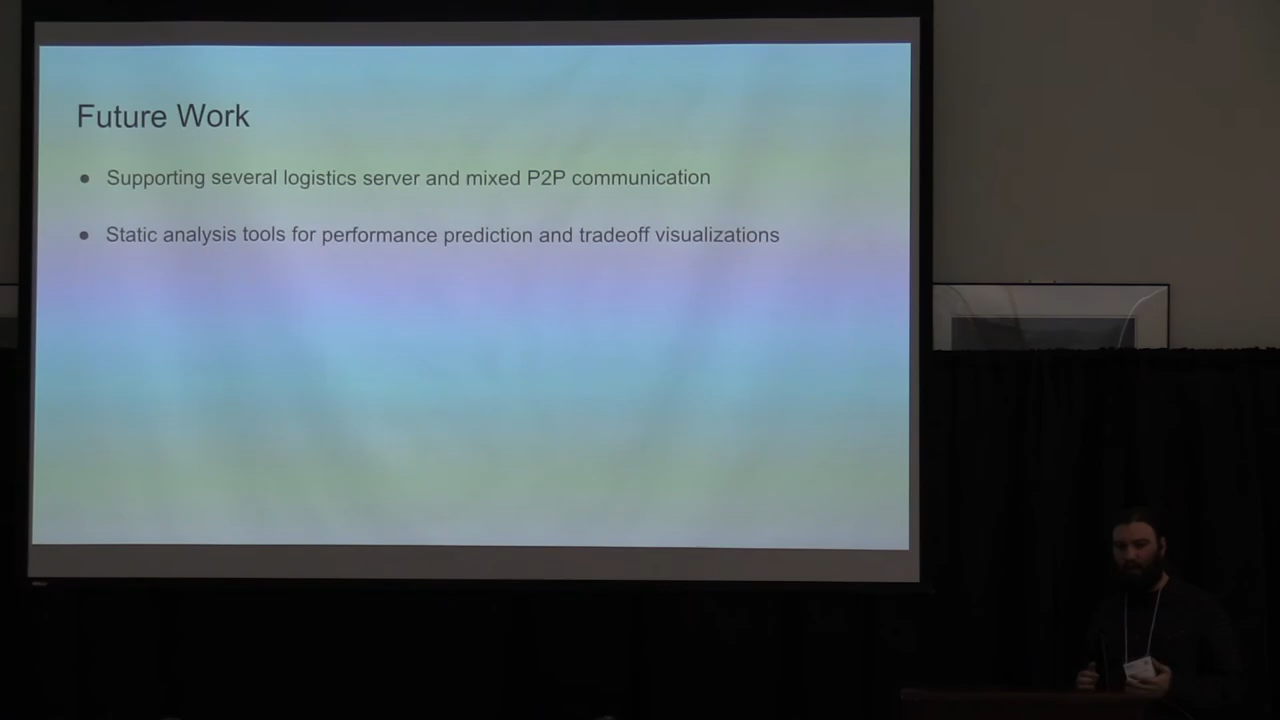 Future Work
● Supporting several logistics server and mixed P2P communication
● Static analysis tools for performance prediction and tradeoff visualizations